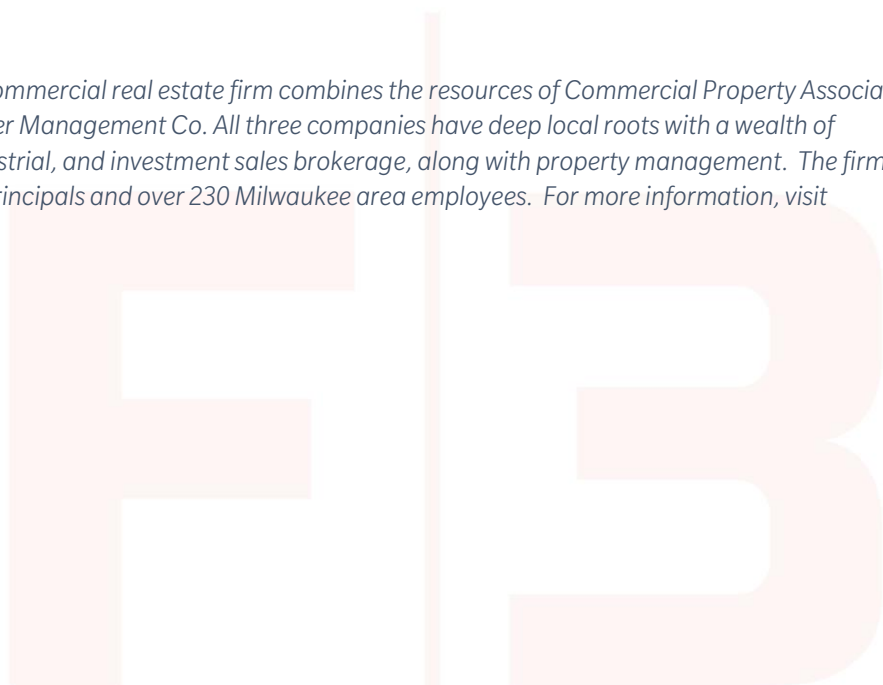 ommercial real estate firm combines the resources of Commercial Property Associa
er Management Co. All three companies have deep local roots with a wealth of
strial, and investment sales brokerage, along with property management.  The firm
rincipals and over 230 Milwaukee area employees.  For more information, visit
F 3